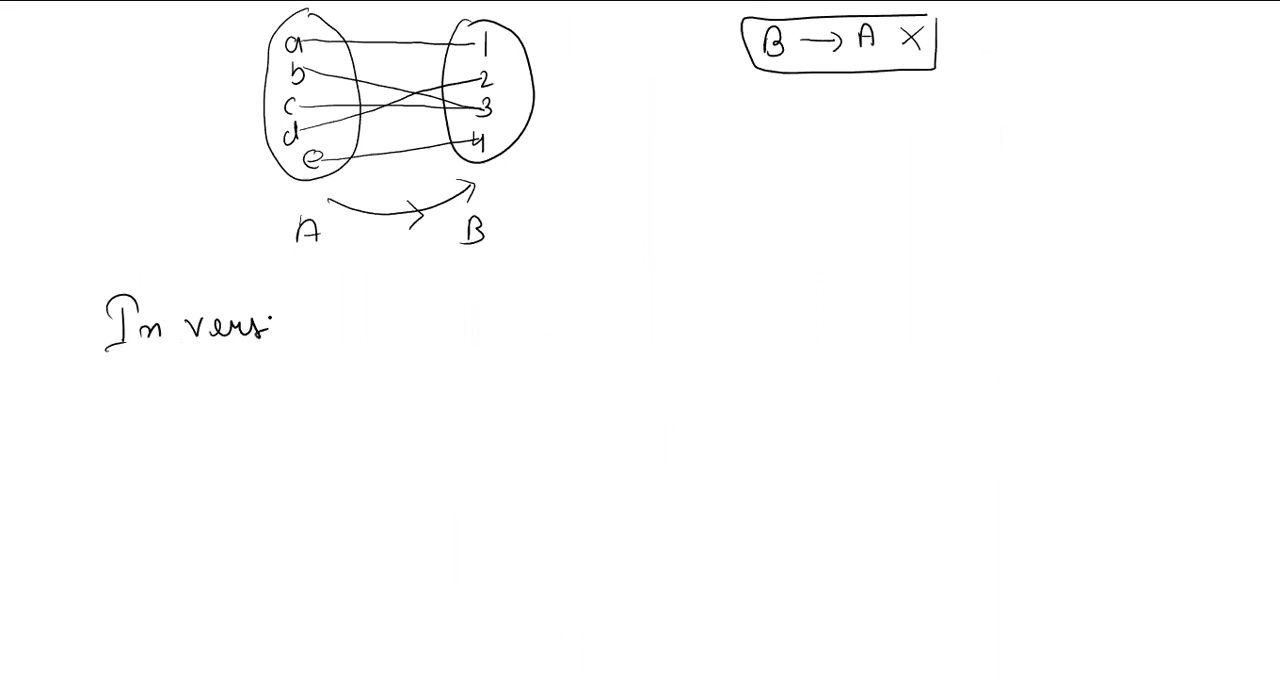 a 1
b 2
c 3
d 4
e
A B
B → A ×
In vers